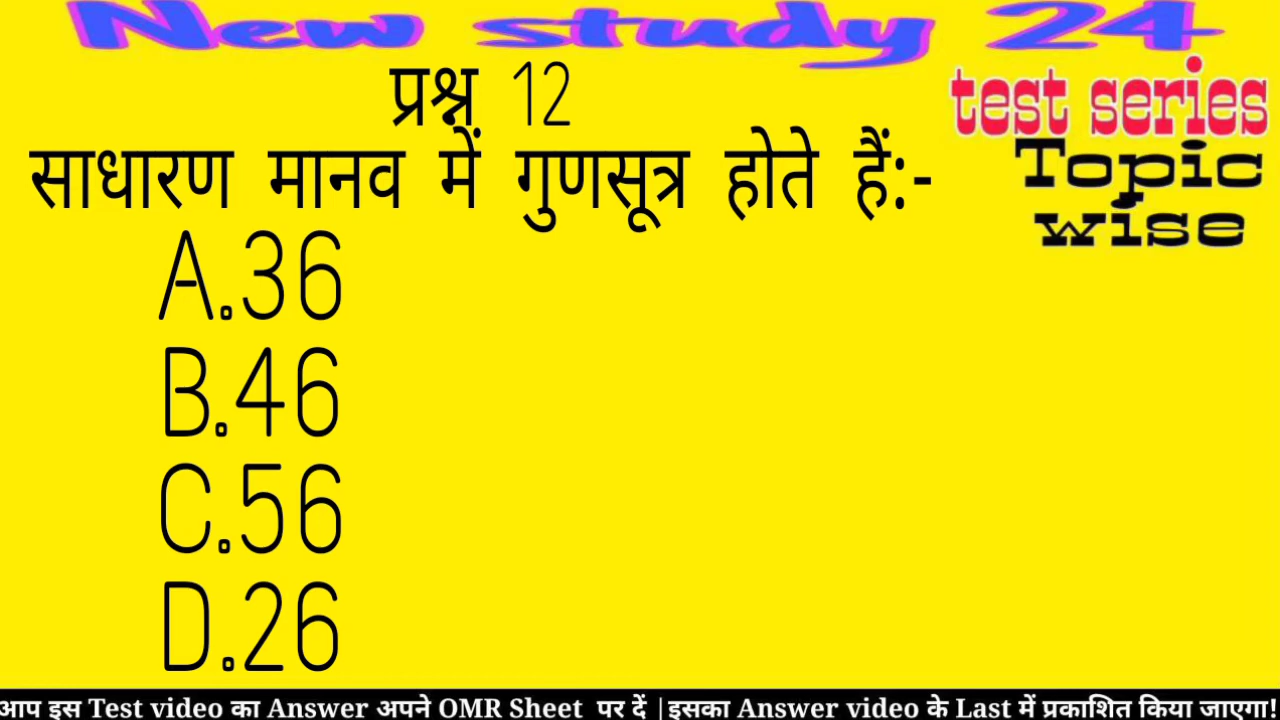 New study 24
test series
Topic
wise
प्रश्न 12
साधारण मानव में गुणसूत्र होते हैं:-
A.36
B.46
C.56
D.26
आप इस Test video का Answer अपने OMR Sheet पर दें |इसका Answer video के Last में प्रकाशित किया जाएगा!